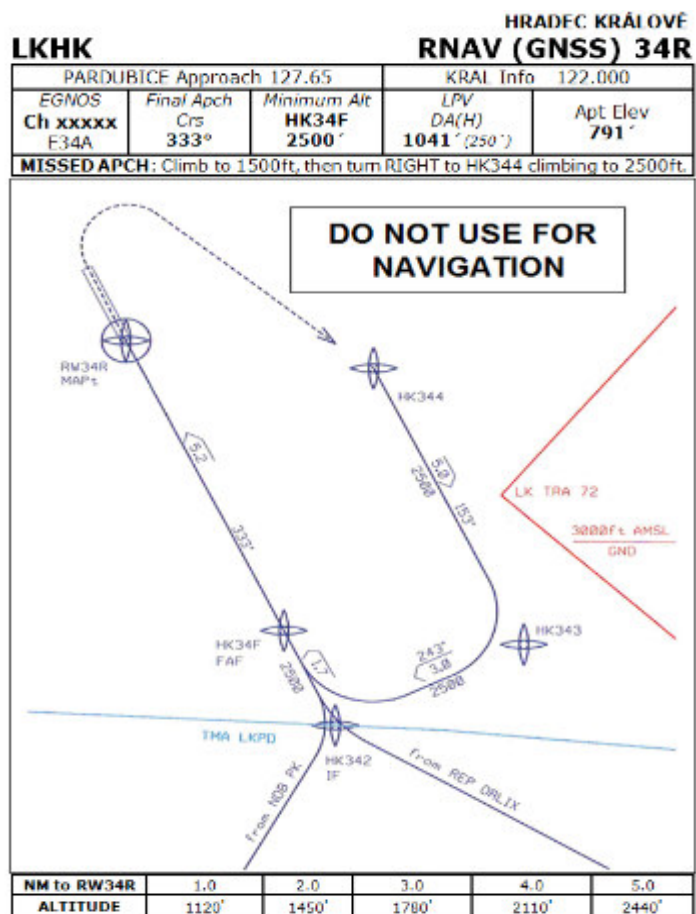 HRADEC KRÁLOVÉ
LKHK RNAV (GNSS) 34R
PARDUBICE Approach 127.65 KRAL Info 122.000
EGNOS Final Apch Minimum Alt LPV Apt Elev
Ch xxxxx Crs HK34F DA(H) 791´
E34A 333° 2500´ 1041´(250´)
MISSED APCH: Climb to 1500ft, then turn RIGHT to HK344 climbing to 2500ft.
DO NOT USE FOR
NAVIGATION
RW34R
MAPt
HK344
5.2
5.0
2500
153°
LK TRA 72
3000ft AMSL
GND
333°
HK34F
FAF
HK343
1.7
2500
243°
3.0
2500
TMA LKPD
HK342
IF
from NDB PK
from REP DRLIX
NM to RW34R 1.0 2.0 3.0 4.0 5.0
ALTITUDE 1120' 1450' 1780' 2110' 2440'